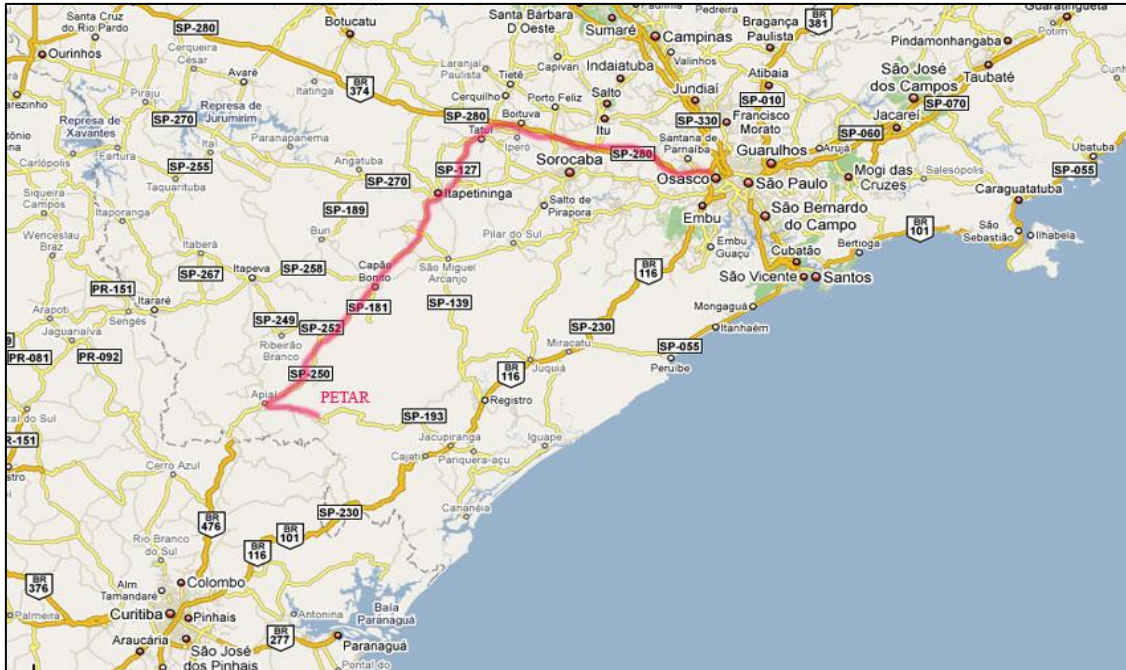 Santa Cruz
do Rio Pardo
SP-280
Botucatu
Santa Bárbara
D Oeste
Sumaré
Campinas
Valinhos
Pedreira
Bragança
Paulista
BR
381
Guaratinguetá
Potim
Pindamonhangaba
Ourinhos
Cerqueira
César
Avaré
Itatinga
BR
374
Laranjal
Paulista
Tietê
Capivari
Indaiatuba
Cerquilho
Porto Feliz
Salto
Jundiaí
Atibaia
SP-010
São José
dos Campos
Taubaté
SP-070
Jacareí
Piraju
Represa de
Jurumirim
Represa de
Xavantes
SP-270
SP-280
Boituva
Tatuí
Iperó
Itu
SP-330
Francisco
Morato
SP-060
Santana de
Parnaíba
Guarulhos
Arujá
Carlópolis
Fartura
Itaí
Paranapanema
SP-255
Taquarituba
Angatuba
SP-270
SP-127
Sorocaba
SP-280
Osasco
São Paulo
Mogi das
Cruzes
Salesópolis
Ubatuba
SP-055
Caraguatatuba
Siqueira
Campos
Itaporanga
SP-189
Itapetininga
Salto de
Pirapora
Embu
São Bernardo
do Campo
BR
101
São
Sebastião
Ilhabela
Wenceslau
Braz
Itaberá
Buri
Pilar do Sul
Embu
Guaçu
Cubatão
Bertioga
SP-267
Itapeva
SP-258
Capão
Bonito
São Miguel
Arcanjo
BR
116
São Vicente
Santos
PR-151
Itararé
Arapoti
Sengés
SP-139
SP-181
Mongaguá
Itanhaém
Jaguariaíva
PR-081
PR-092
SP-249
SP-252
Ribeirão
Branco
SP-230
Miracatu
SP-055
Peruíbe
SP-250
BR
116
Juquiá
Apiaí
PETAR
SP-193
Registro
R-151
Jacupiranga
Iguape
Cajati
Pariquera-açu
Cerro Azul
Cananéia
SP-230
BR
476
BR
101
BR
116
Rio Branco
do Sul
BR
376
Alm.
Tamandaré
Colombo
Palmeira
Curitiba
Pinhais
Antonina
Baía
Paranaguá
Araucária
São José
dos Pinhais
BR
277
Paranaguá
Pontal do